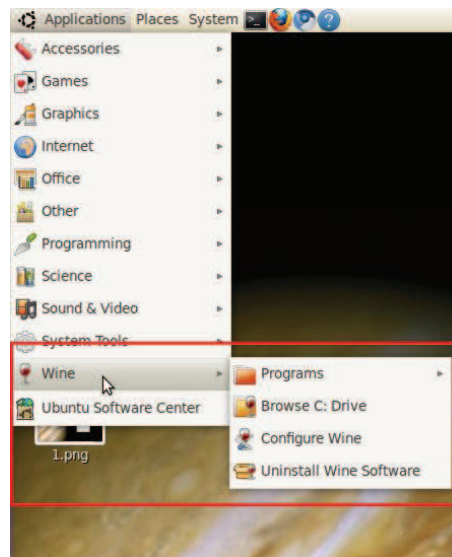 Applications Places System
Accessories
Games
Graphics
Internet
Office
Other
Programming
Science
Sound & Video
System Tools
Wine
Programs
Ubuntu Software Center
Browse C: Drive
Configure Wine
1.png
Uninstall Wine Software